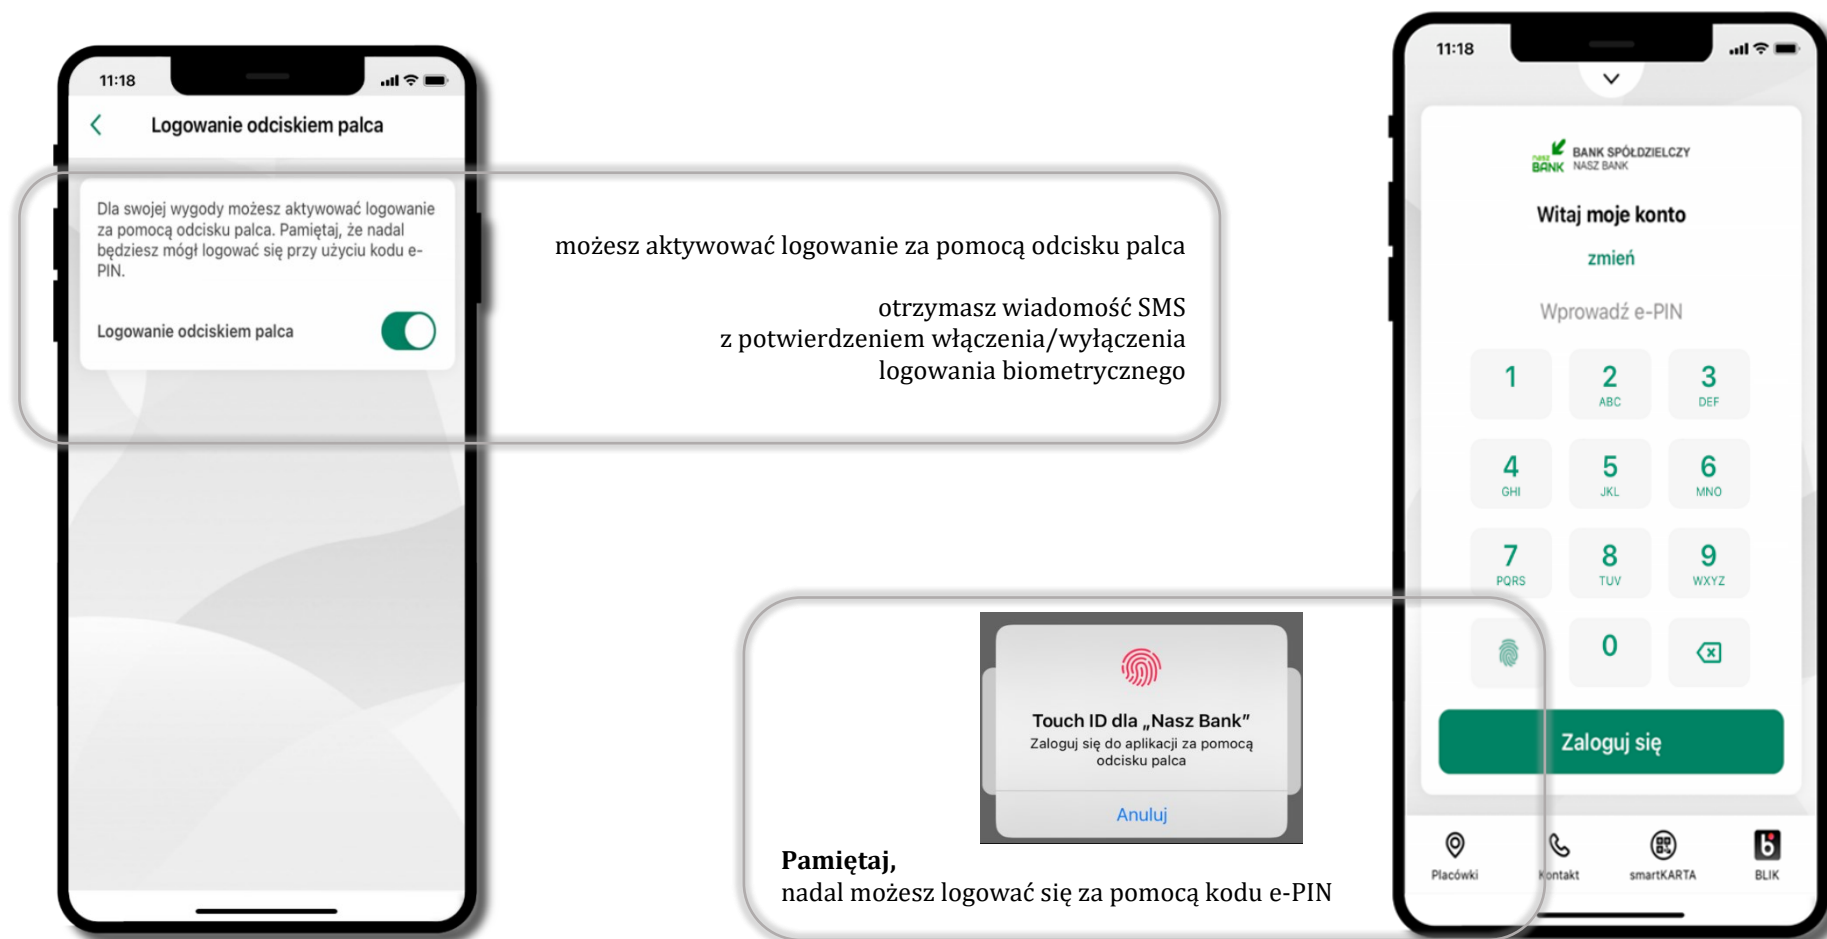 11:18
Logowanie odciskiem palca
Dla swojej wygody możesz aktywować logowanie
za pomocą odcisku palca. Pamiętaj, że nadal
będziesz mógł logować się przy użyciu kodu e-
PIN.
Logowanie odciskiem palca
możesz aktywować logowanie za pomocą odcisku palca
otrzymasz wiadomość SMS
z potwierdzeniem włączenia/wyłączenia
logowania biometrycznego
Touch ID dla „Nasz Bank”
Zaloguj się do aplikacji za pomocą
odcisku palca
Anuluj
Pamiętaj,
nadal możesz logować się za pomocą kodu e-PIN
11:18
nasz
BANK
BANK SPÓŁDZIELCZY
NASZ BANK
Witaj moje konto
zmień
Wprowadź e-PIN
1 2 3
ABC DEF
4 5 6
GHI JKL MNO
7 8 9
PQRS TUV WXYZ
0
Zaloguj się
Placówki Kontakt smartKARTA BLIK